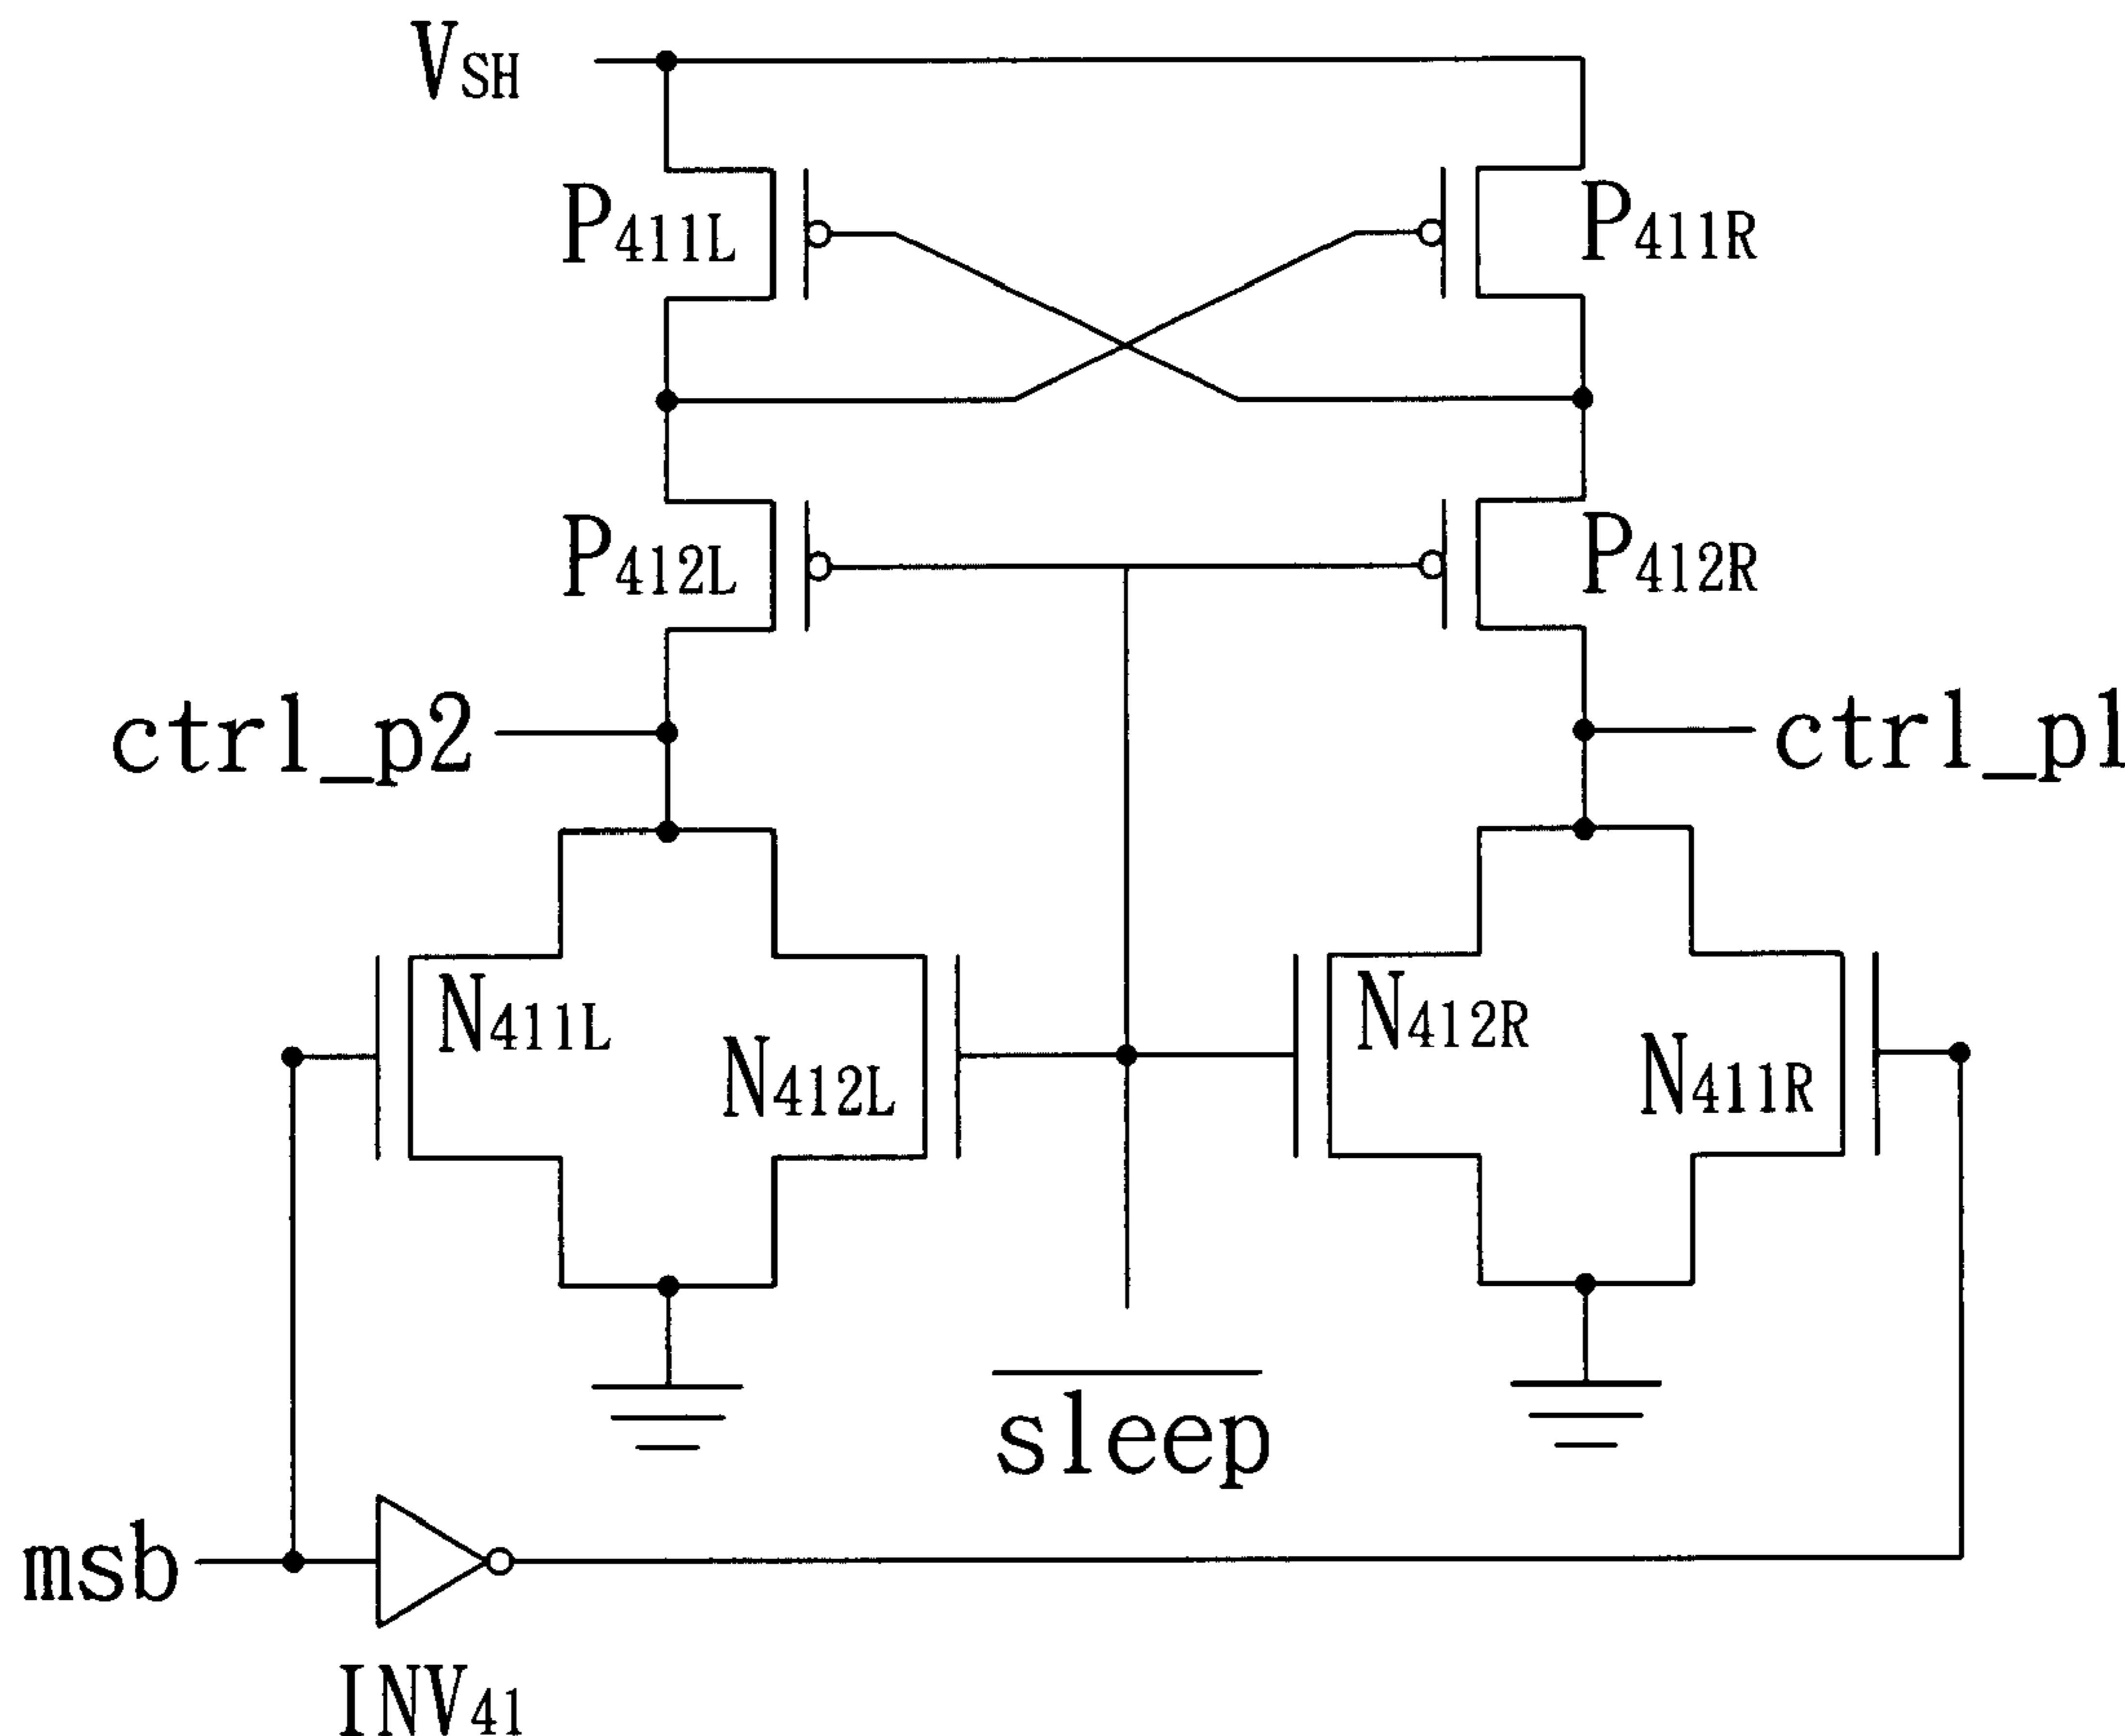 VSH
P411L
P411R
P412L
P412R
ctrl_p2
ctrl_p1
N411L
N412R
N412L
N411R
sleep
msb
INV41